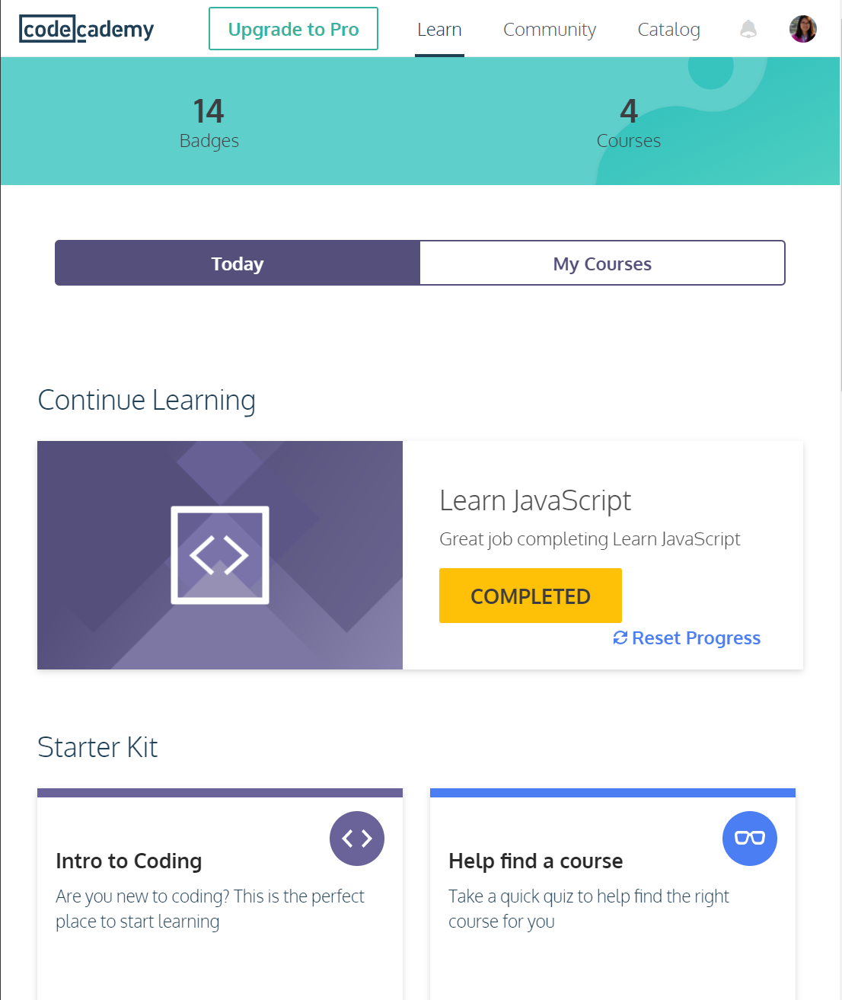 codecademy
Upgrade to Pro
Learn
Community
Catalog
14
Badges
4
Courses
Today
My Courses
Continue Learning
Learn JavaScript
Great job completing Learn JavaScript
COMPLETED
Reset Progress
Starter Kit
Intro to Coding
Are you new to coding? This is the perfect
place to start learning
Help find a course
Take a quick quiz to help find the right
course for you